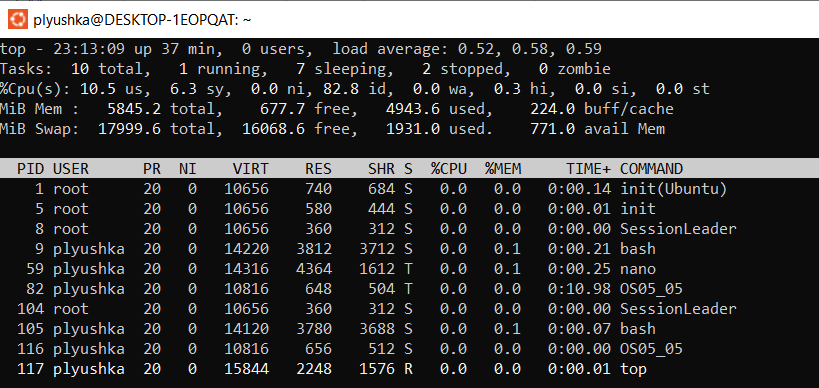 plyushka@DESKTOP-1EOPQAT: ~
top - 23:13:09 up 37 min,  0 users,  load average: 0.52, 0.58, 0.59
Tasks:  10 total,   1 running,   7 sleeping,   2 stopped,   0 zombie
%Cpu(s): 10.5 us,  6.3 sy,  0.0 ni, 82.8 id,  0.0 wa,  0.3 hi,  0.0 si,  0.0 st
MiB Mem :   5845.2 total,    677.7 free,   4943.6 used,    224.0 buff/cache
MiB Swap:  17999.6 total,  16068.6 free,   1931.0 used.    771.0 avail Mem
PID USER      PR  NI    VIRT    RES    SHR S  %CPU  %MEM     TIME+ COMMAND
1 root      20   0   10656    740    684 S   0.0   0.0   0:00.14 init(Ubuntu)
5 root      20   0   10656    580    444 S   0.0   0.0   0:00.01 init
8 root      20   0   10656    360    312 S   0.0   0.0   0:00.00 SessionLeader
9 plyushka  20   0   14220   3812   3712 S   0.0   0.1   0:00.21 bash
59 plyushka  20   0   14316   4364   1612 T   0.0   0.1   0:00.25 nano
82 plyushka  20   0   10816    648    504 T   0.0   0.0   0:10.98 OS05_05
104 root      20   0   10656    360    312 S   0.0   0.0   0:00.00 SessionLeader
105 plyushka  20   0   14120   3780   3688 S   0.0   0.1   0:00.07 bash
116 plyushka  20   0   10816    656    512 S   0.0   0.0   0:00.00 OS05_05
117 plyushka  20   0   15844   2248   1576 R   0.0   0.0   0:00.01 top